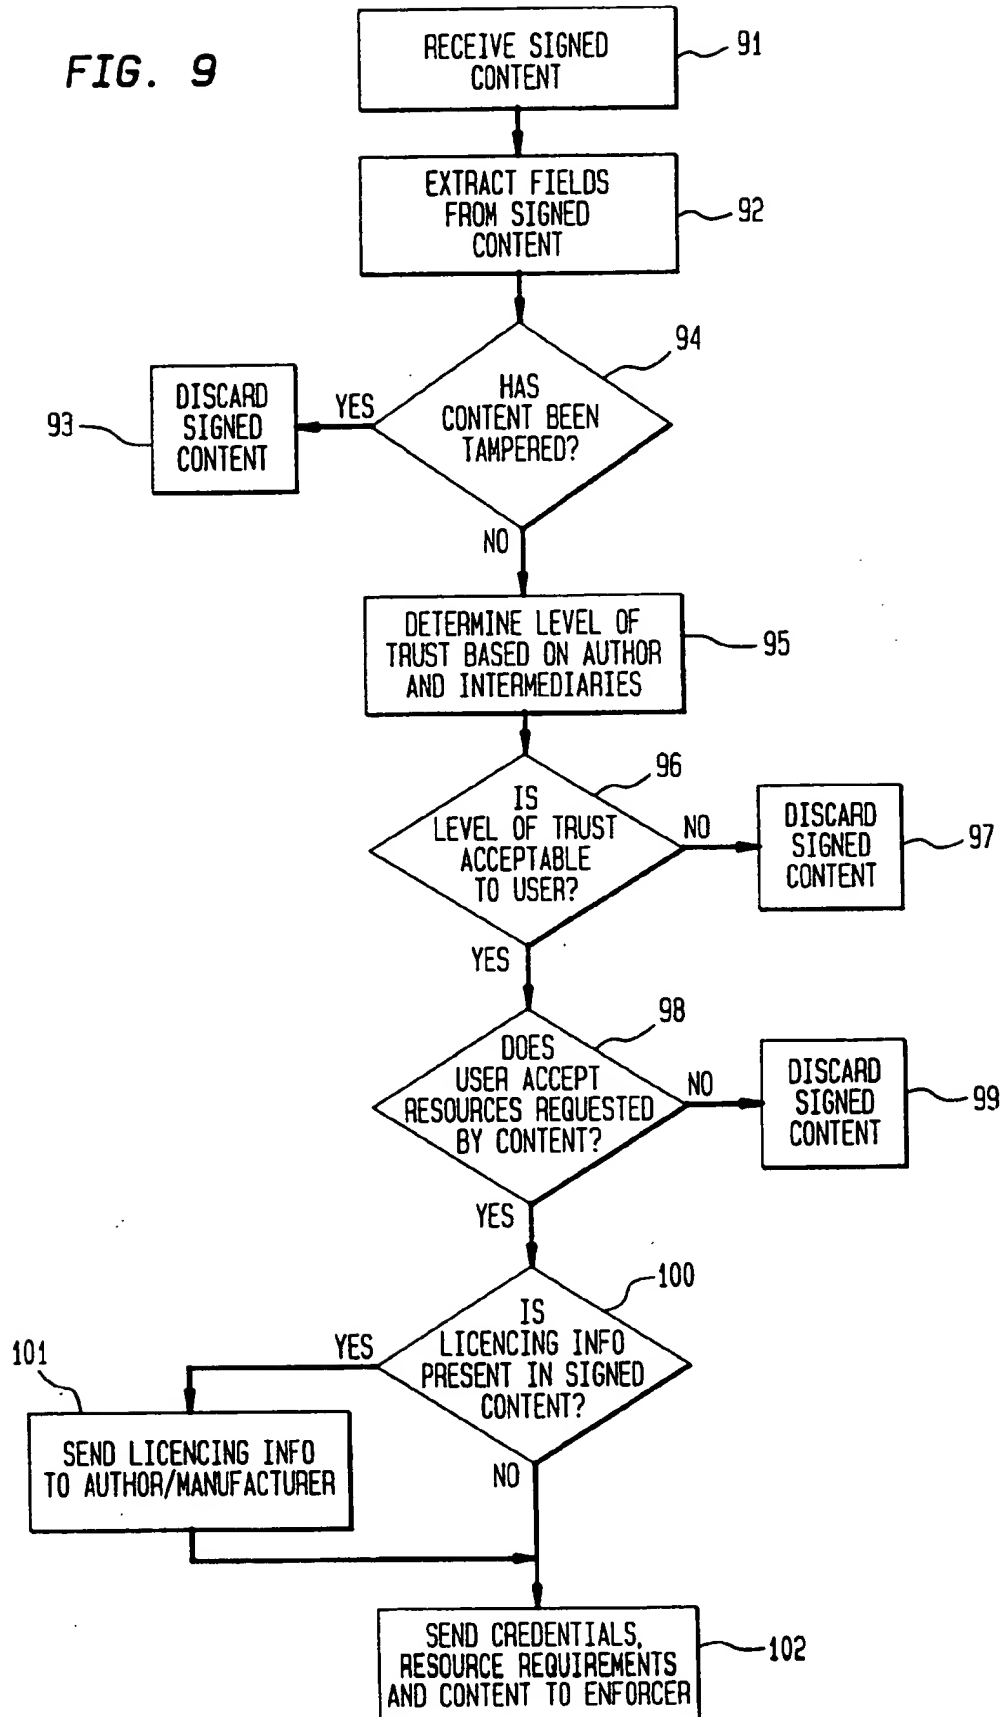 FIG. 9
RECEIVE SIGNED
CONTENT
91
EXTRACT FIELDS
FROM SIGNED
CONTENT
92
HAS
CONTENT BEEN
TAMPERED?
94
YES
DISCARD
SIGNED
CONTENT
93
NO
DETERMINE LEVEL OF
TRUST BASED ON AUTHOR
AND INTERMEDIARIES
95
IS
LEVEL OF TRUST
ACCEPTABLE
TO USER?
96
NO
DISCARD
SIGNED
CONTENT
97
YES
DOES
USER ACCEPT
RESOURCES REQUESTED
BY CONTENT?
98
NO
DISCARD
SIGNED
CONTENT
99
YES
IS
LICENCING INFO
PRESENT IN SIGNED
CONTENT?
100
YES
101
SEND LICENCING INFO
TO AUTHOR/MANUFACTURER
NO
SEND CREDENTIALS,
RESOURCE REQUIREMENTS
AND CONTENT TO ENFORCER
102